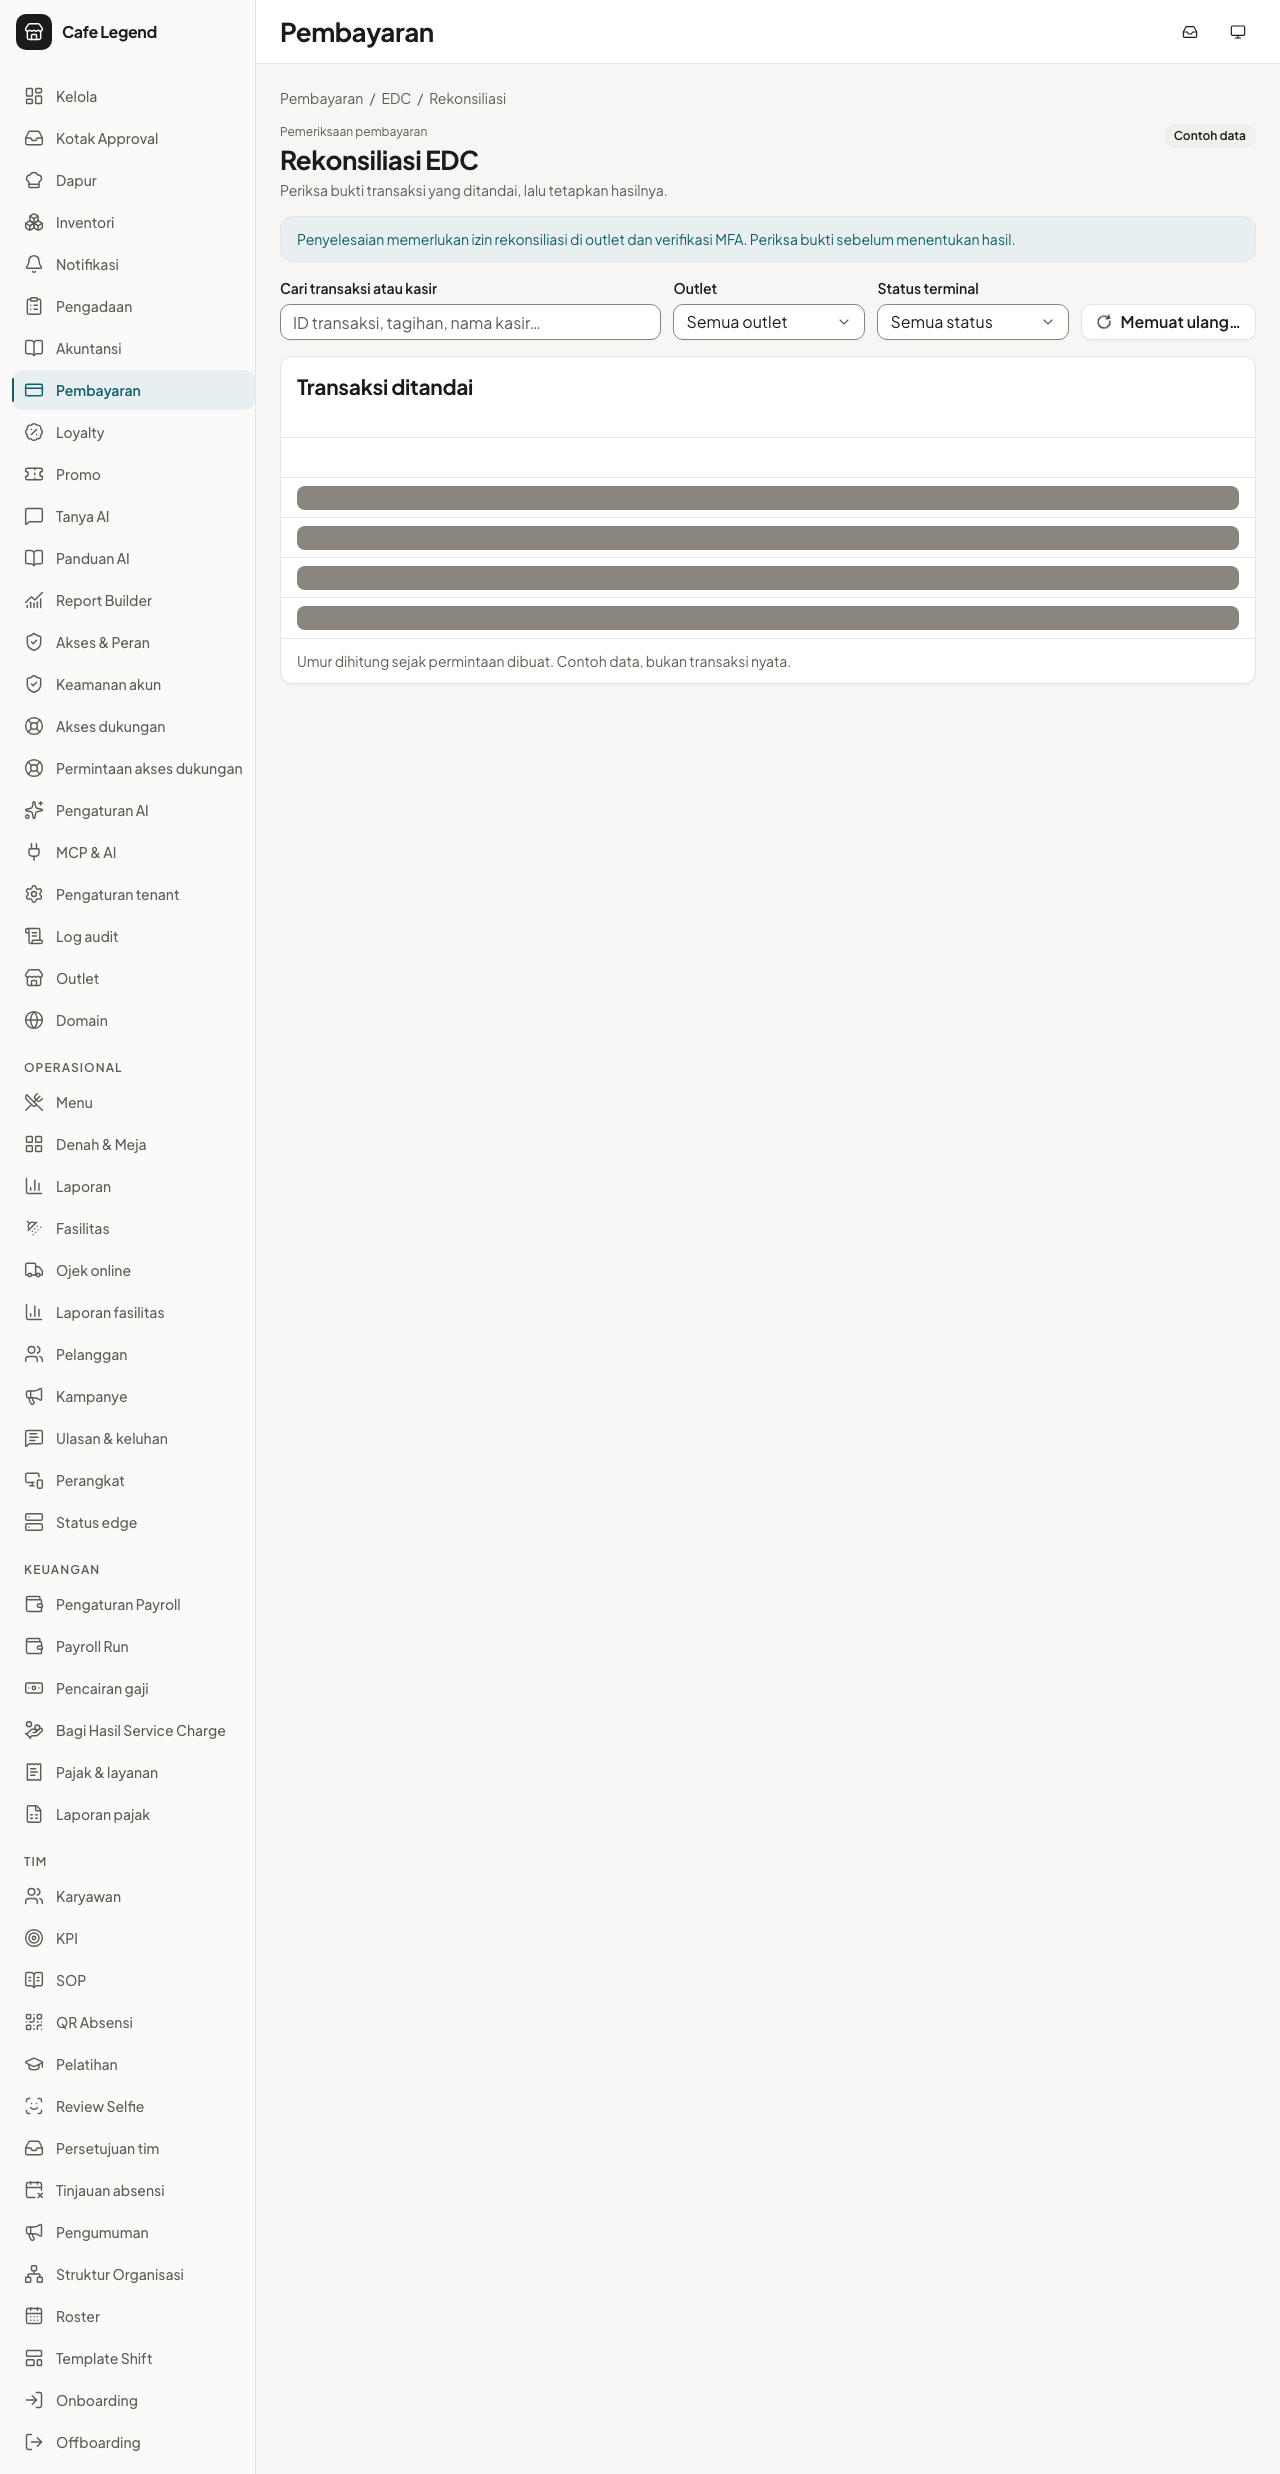 Cafe Legend
Kelola
Kotak Approval
Dapur
Inventori
Notifikasi
Pengadaan
Akuntansi
Pembayaran
Loyalty
Promo
Tanya AI
Panduan AI
Report Builder
Akses & Peran
Keamanan akun
Akses dukungan
Permintaan akses dukungan
Pengaturan AI
MCP & AI
Pengaturan tenant
Log audit
Outlet
Domain
OPERASIONAL
Menu
Denah & Meja
Laporan
Fasilitas
Ojek online
Laporan fasilitas
Pelanggan
Kampanye
Ulasan & keluhan
Perangkat
Status edge
KEUANGAN
Pengaturan Payroll
Payroll Run
Pencairan gaji
Bagi Hasil Service Charge
Pajak & layanan
Laporan pajak
TIM
Karyawan
KPI
SOP
QR Absensi
Pelatihan
Review Selfie
Persetujuan tim
Tinjauan absensi
Pengumuman
Struktur Organisasi
Roster
Template Shift
Onboarding
Offboarding
Pembayaran
Pembayaran / EDC / Rekonsiliasi
Pemeriksaan pembayaran
Rekonsiliasi EDC
Periksa bukti transaksi yang ditandai, lalu tetapkan hasilnya.
Contoh data
Penyelesaian memerlukan izin rekonsiliasi di outlet dan verifikasi MFA. Periksa bukti sebelum menentukan hasil.
Cari transaksi atau kasir
ID transaksi, tagihan, nama kasir...
Outlet
Semua outlet
Status terminal
Semua status
Memuat ulang...
Transaksi ditandai
Umur dihitung sejak permintaan dibuat. Contoh data, bukan transaksi nyata.